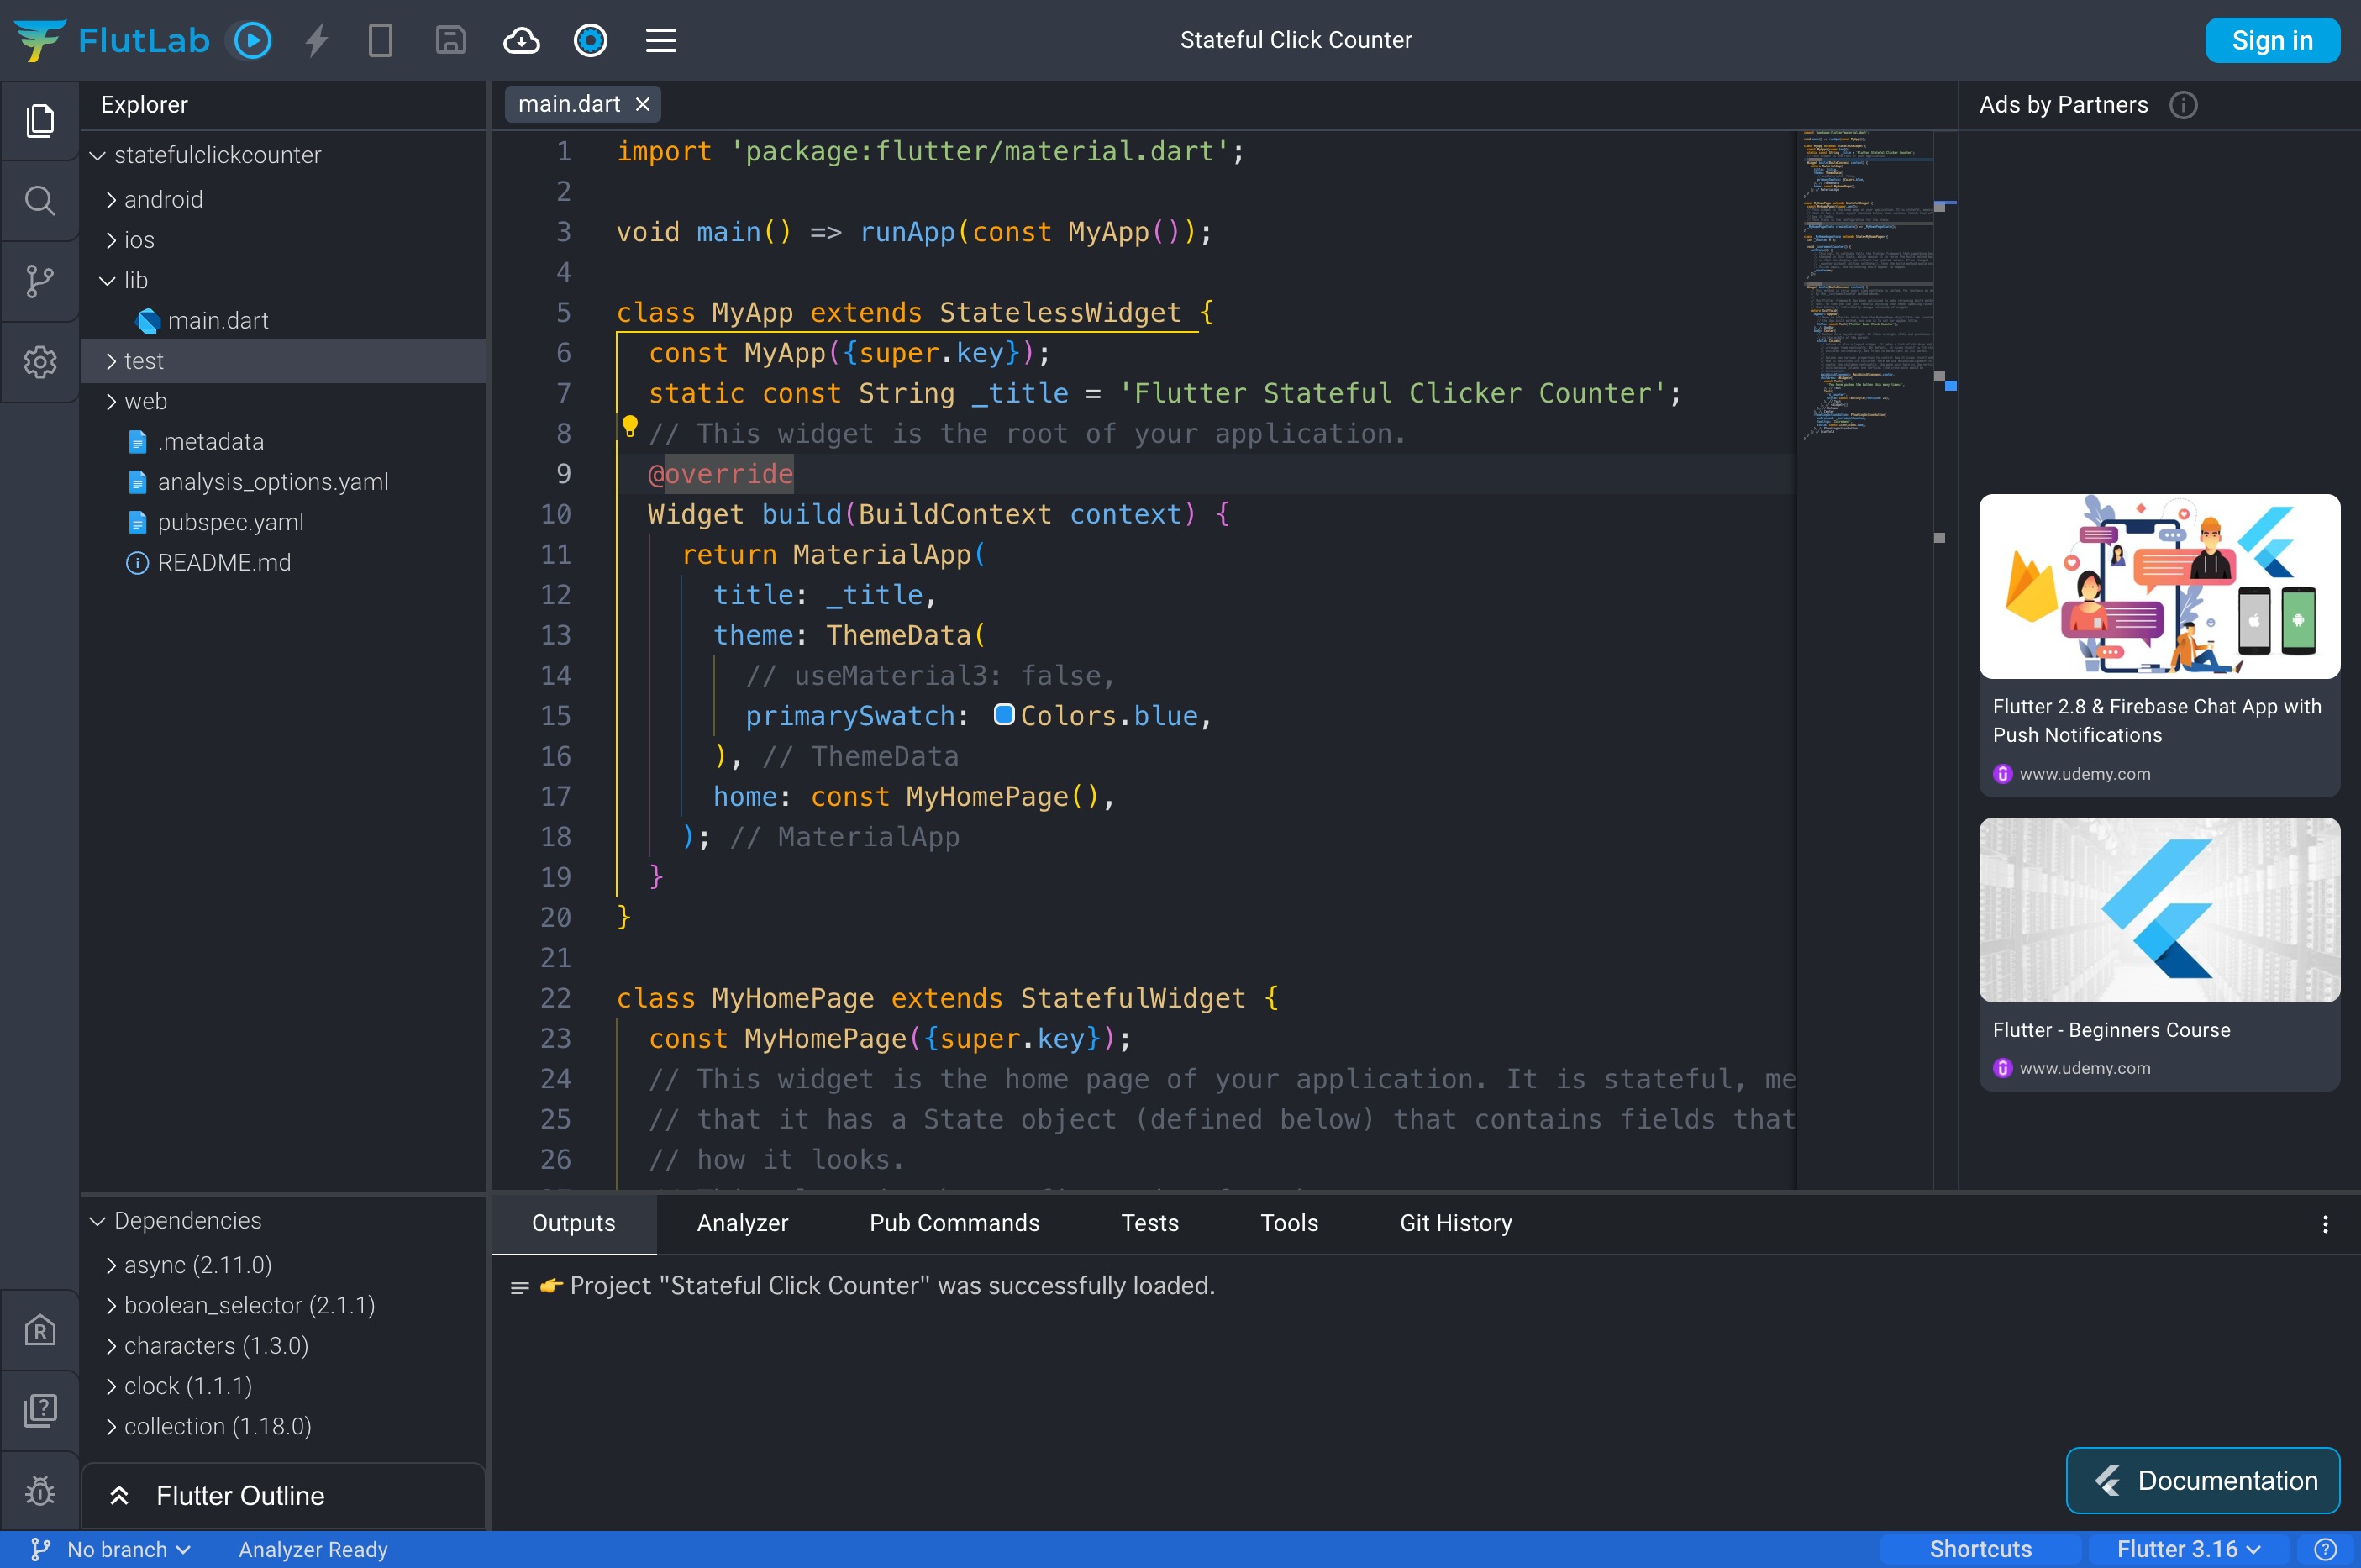 FlutLab
Stateful Click Counter
Sign in
Explorer
statefulclickcounter
android
ios
lib
main.dart
test
web
.metadata
analysis_options.yaml
pubspec.yaml
README.md
Dependencies
async (2.11.0)
boolean_selector (2.1.1)
characters (1.3.0)
clock (1.1.1)
collection (1.18.0)
Flutter Outline
main.dart
1 import 'package:flutter/material.dart';
2
3 void main() => runApp(const MyApp());
4
5 class MyApp extends StatelessWidget {
6 const MyApp({super.key});
7 static const String _title = 'Flutter Stateful Clicker Counter';
8 // This widget is the root of your application.
9 @override
10 Widget build(BuildContext context) {
11 return MaterialApp(
12 title: _title,
13 theme: ThemeData(
14 // useMaterial3: false,
15 primarySwatch: Colors.blue,
16 ), // ThemeData
17 home: const MyHomePage(),
18 ); // MaterialApp
19 }
20 }
21
22 class MyHomePage extends StatefulWidget {
23 const MyHomePage({super.key});
24 // This widget is the home page of your application. It is stateful, me
25 // that it has a State object (defined below) that contains fields that
26 // how it looks.
Ads by Partners
Flutter 2.8 & Firebase Chat App with
Push Notifications
www.udemy.com
Flutter - Beginners Course
www.udemy.com
Outputs
Analyzer
Pub Commands
Tests
Tools
Git History
👉 Project "Stateful Click Counter" was successfully loaded.
Documentation
No branch
Analyzer Ready
Shortcuts
Flutter 3.16